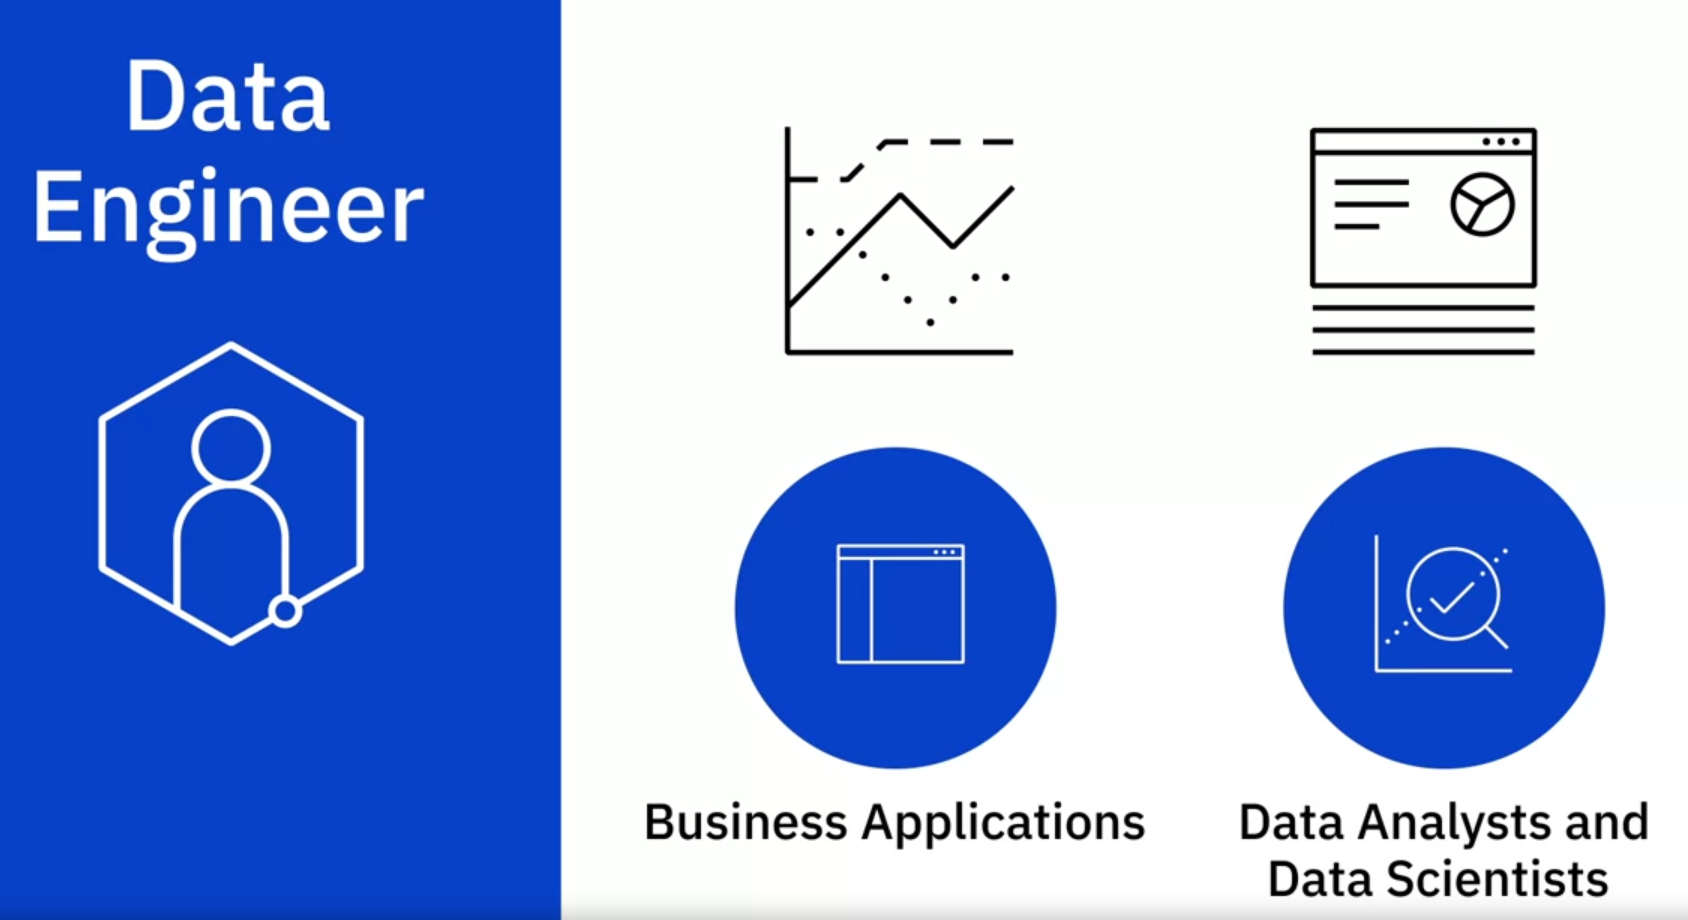 Data
Engineer
Business Applications
Data Analysts and
Data Scientists